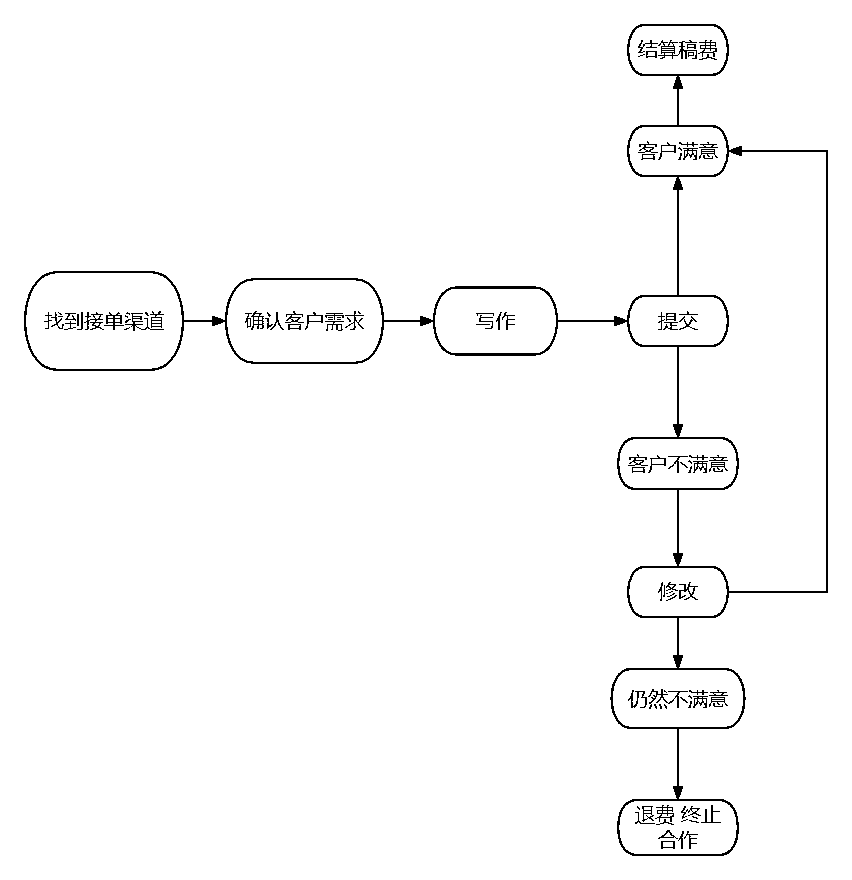 结算稿费
客户满意
找到接单渠道
确认客户需求
写作
提交
客户不满意
修改
仍然不满意
退费 终止
合作